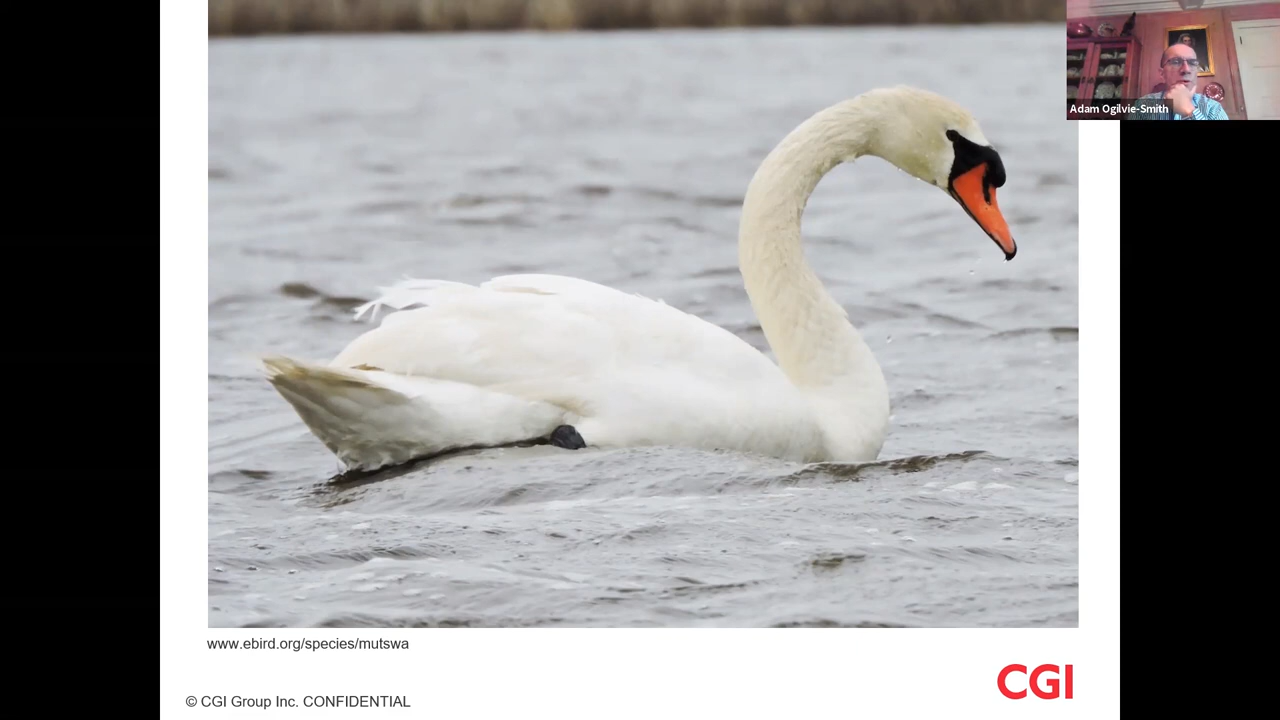 Adam Ogilvie-Smith
www.ebird.org/species/mutswa
© CGI Group Inc. CONFIDENTIAL
CGI